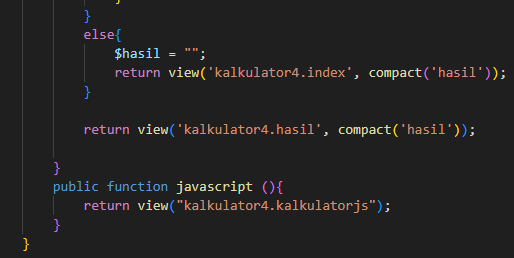 }
}
else{
$hasil = "";
return view('kalkulator4.index', compact('hasil'));
}
return view('kalkulator4.hasil', compact('hasil'));
}
public function javascript (){
return view("kalkulator4.kalkulatorjs");
}
}